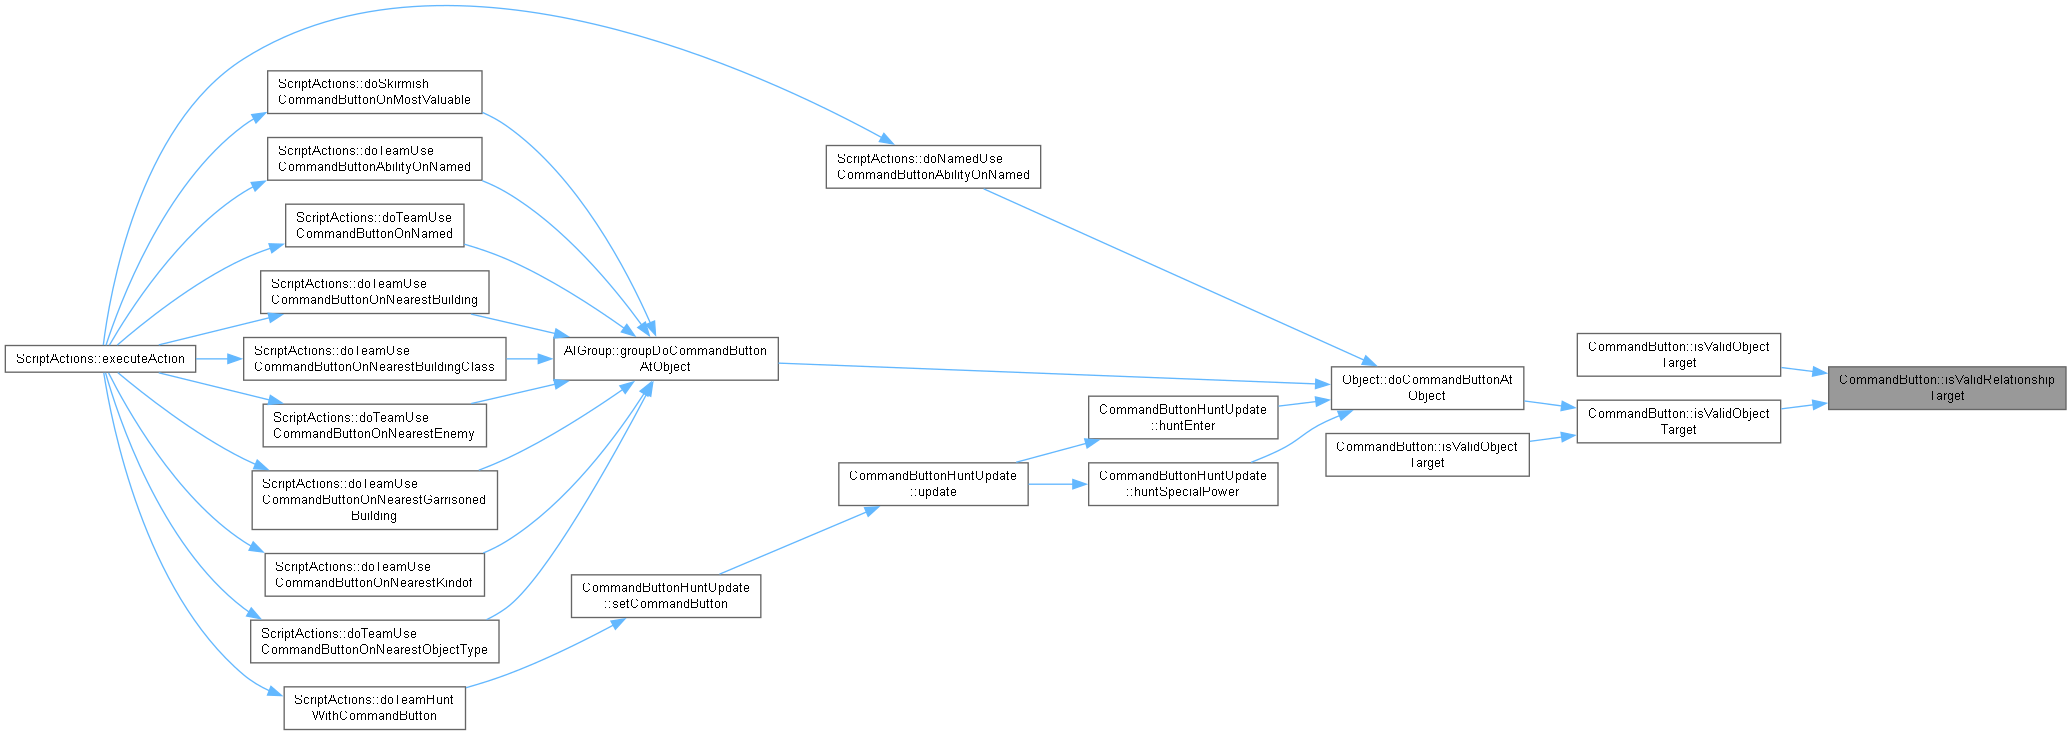 ScriptActions::doSkirmish
CommandButtonOnMostValuable
ScriptActions::doTeamUse
CommandButtonAbilityOnNamed
ScriptActions::doTeamUse
CommandButtonOnNamed
ScriptActions::doTeamUse
CommandButtonOnNearestBuilding
ScriptActions::executeAction
ScriptActions::doTeamUse
CommandButtonOnNearestBuildingClass
ScriptActions::doTeamUse
CommandButtonOnNearestEnemy
ScriptActions::doTeamUse
CommandButtonOnNearestGarrisoned
Building
ScriptActions::doTeamUse
CommandButtonOnNearestKindof
ScriptActions::doTeamUse
CommandButtonOnNearestObjectType
ScriptActions::doTeamHunt
WithCommandButton
AIGroup::groupDoCommandButton
AtObject
CommandButtonHuntUpdate
::setCommandButton
ScriptActions::doNamedUse
CommandButtonAbilityOnNamed
CommandButtonHuntUpdate
::update
CommandButtonHuntUpdate
::huntEnter
CommandButtonHuntUpdate
::huntSpecialPower
Object::doCommandButtonAt
Object
CommandButton::isValidObject
Target
CommandButton::isValidObject
Target
CommandButton::isValidObject
Target
CommandButton::isValidRelationship
Target